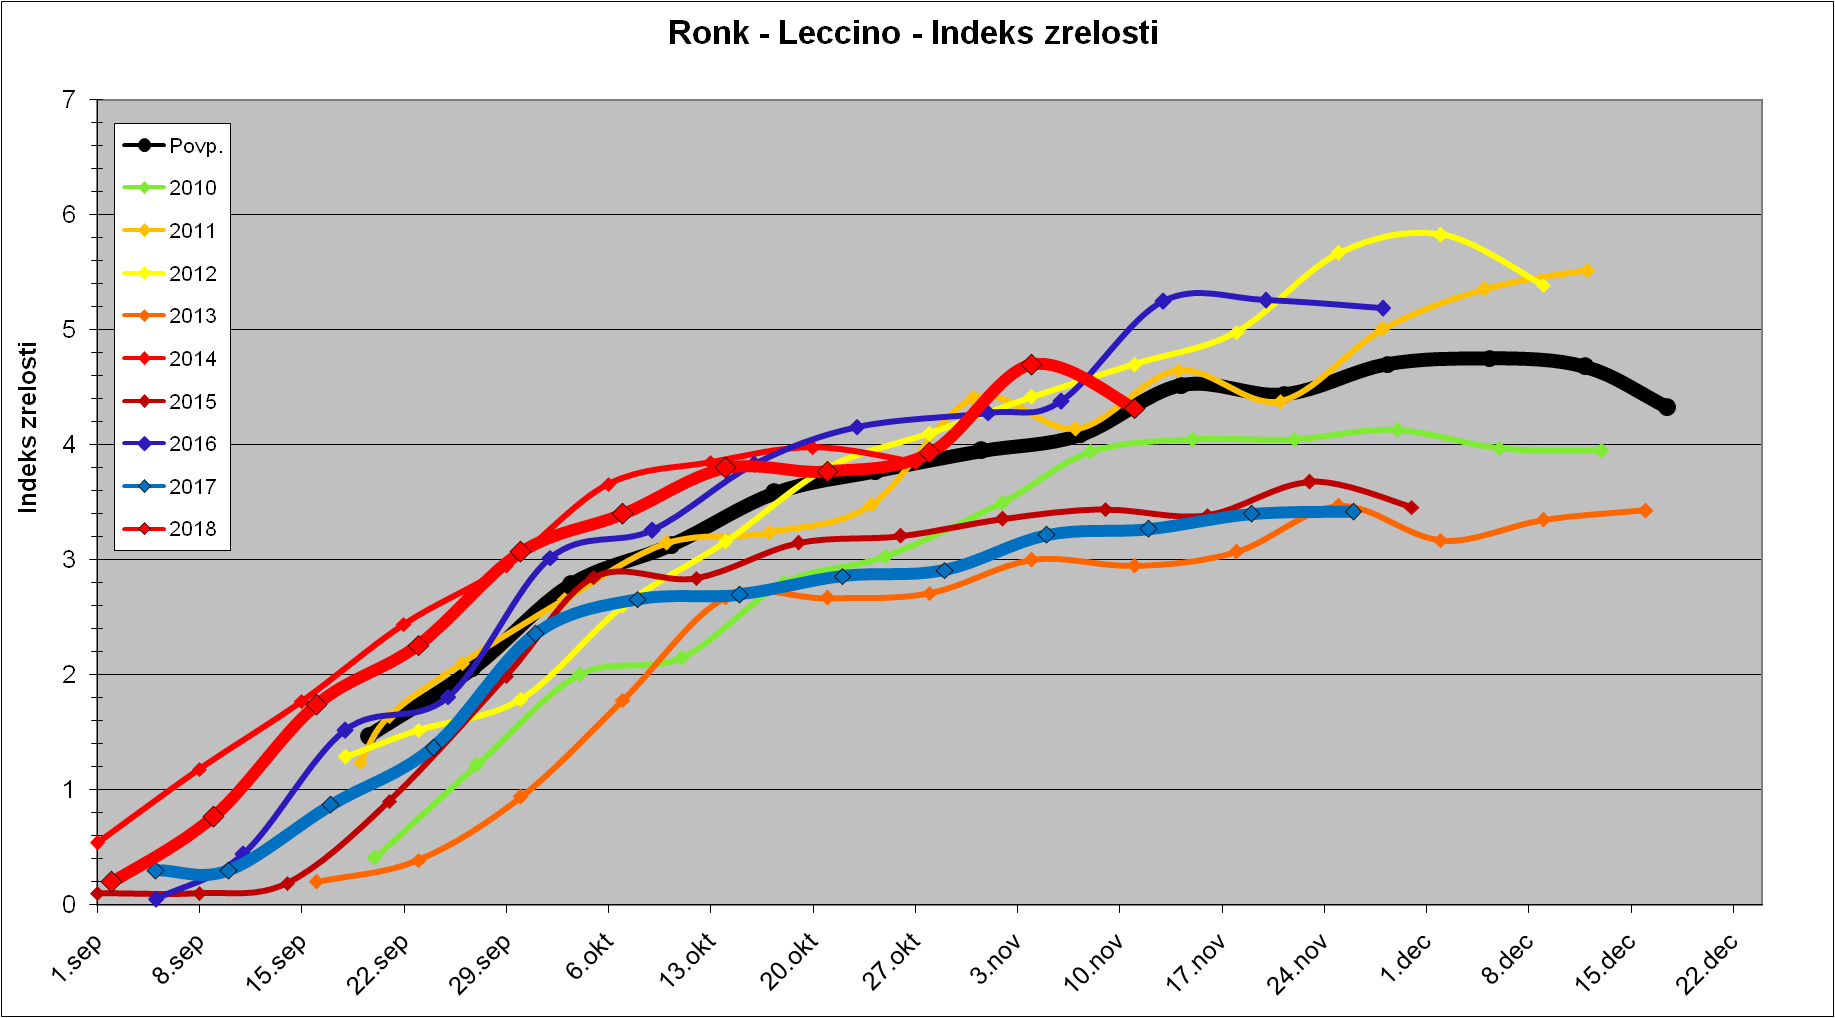 Ronk - Leccino - Indeks zrelosti
Indeks zrelosti
7
6
5
4
3
2
1
0
Povp.
2010
2011
2012
2013
2014
2015
2016
2017
2018
1.sep
8.sep
15.sep
22.sep
29.sep
6.okt
13.okt
20.okt
27.okt
3.nov
10.nov
17.nov
24.nov
1.dec
8.dec
15.dec
22.dec